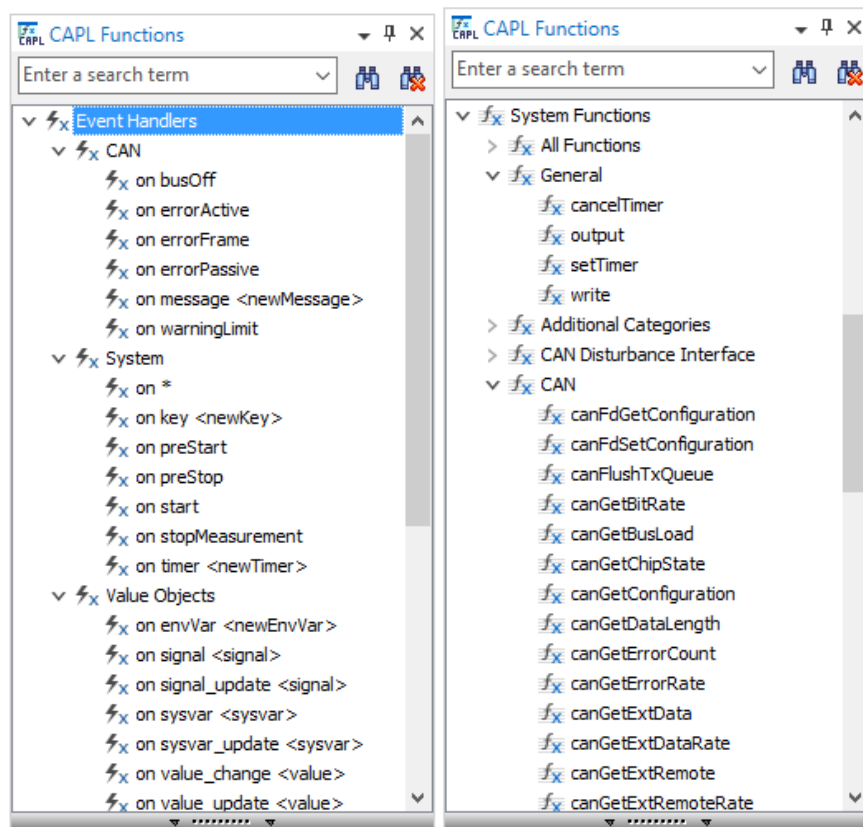 CAPL Functions
Enter a search term
Event Handlers
CAN
on busOff
on errorActive
on errorFrame
on errorPassive
on message <newMessage>
on warningLimit
System
on *
on key <newKey>
on preStart
on preStop
on start
on stopMeasurement
on timer <newTimer>
Value Objects
on envVar <newEnvVar>
on signal <signal>
on signal_update <signal>
on sysvar <sysvar>
on sysvar_update <sysvar>
on value_change <value>
on value_update <value>
CAPL Functions
Enter a search term
System Functions
All Functions
General
cancelTimer
output
setTimer
write
Additional Categories
CAN Disturbance Interface
CAN
canFdGetConfiguration
canFdSetConfiguration
canFlushTxQueue
canGetBitRate
canGetBusLoad
canGetChipState
canGetConfiguration
canGetDataLength
canGetErrorCount
canGetErrorRate
canGetExtData
canGetExtDataRate
canGetExtRemote
canGetExtRemoteRate